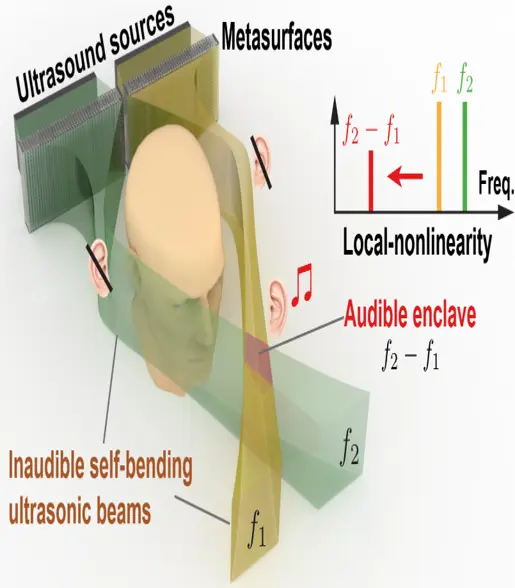 Ultrasound sources
Metasurfaces
f₁ f₂
f₂ − f₁
Freq.
Local-nonlinearity
Audible enclave
f₂ − f₁
Inaudible self-bending
ultrasonic beams
f₂
f₁